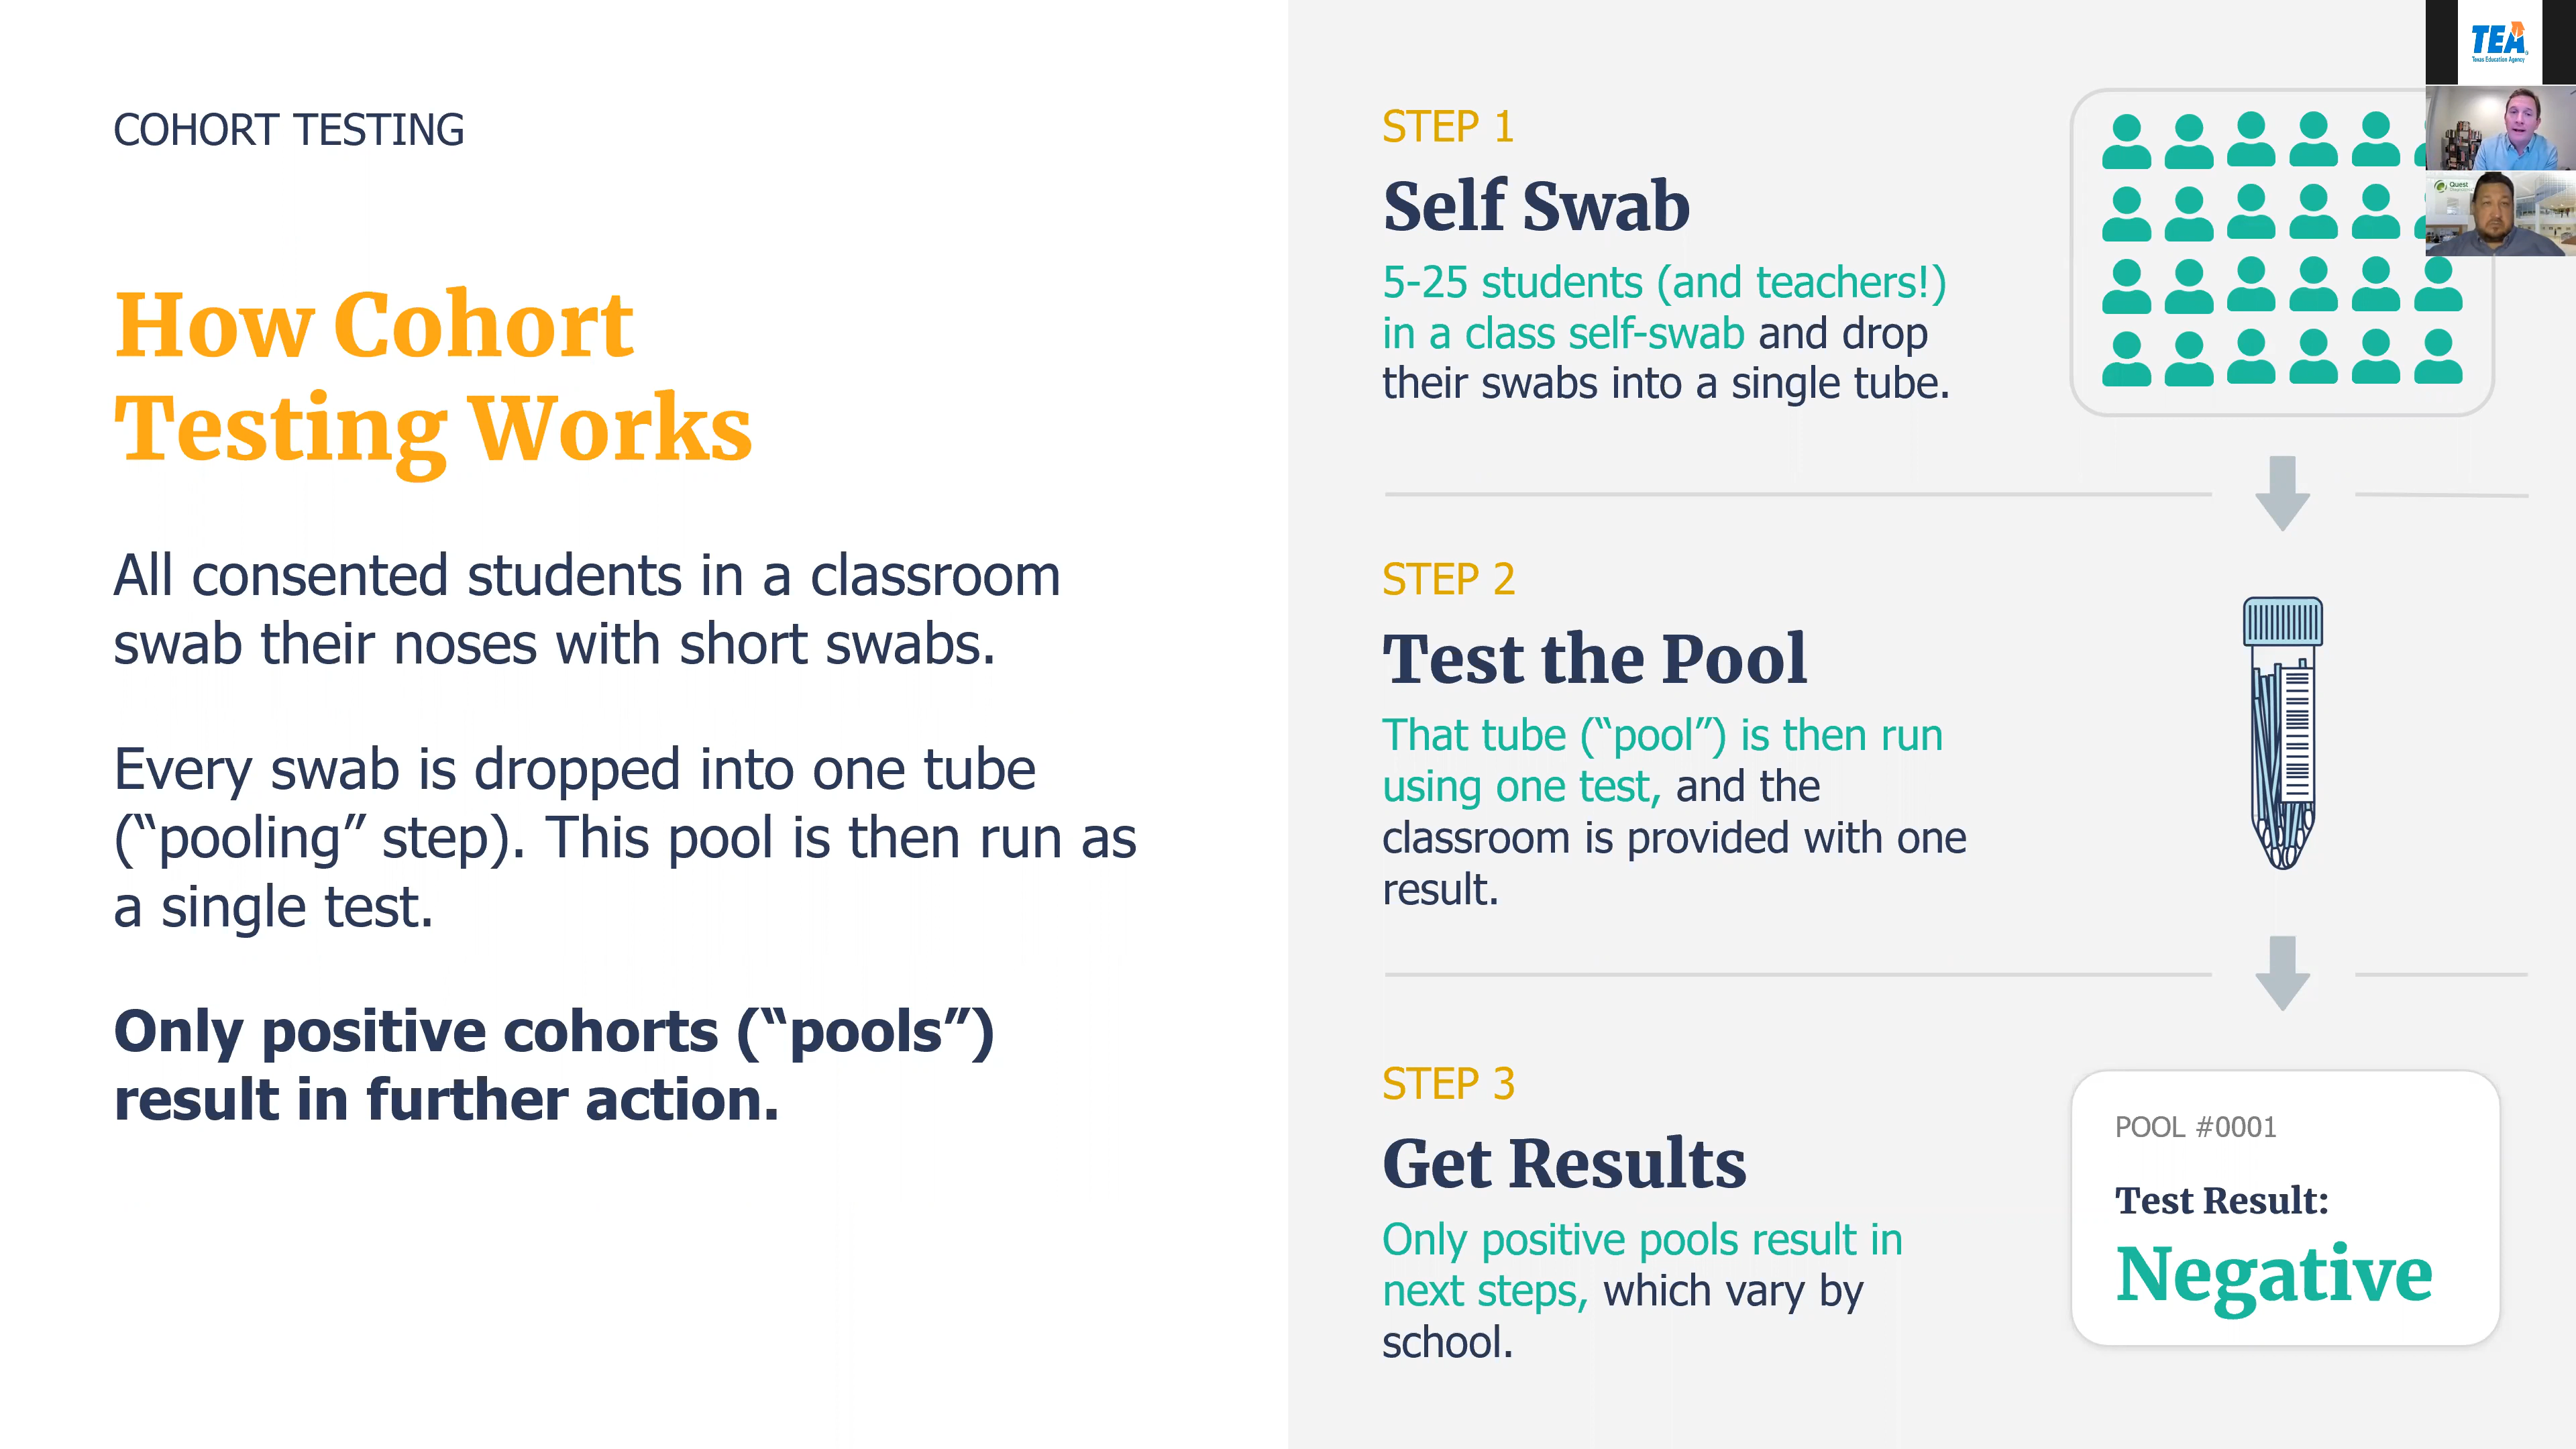 COHORT TESTING
How Cohort
Testing Works
All consented students in a classroom
swab their noses with short swabs.
Every swab is dropped into one tube
(“pooling” step). This pool is then run as
a single test.
Only positive cohorts (“pools”)
result in further action.
STEP 1
Self Swab
5-25 students (and teachers!)
in a class self-swab and drop
their swabs into a single tube.
STEP 2
Test the Pool
That tube (“pool”) is then run
using one test, and the
classroom is provided with one
result.
STEP 3
Get Results
Only positive pools result in
next steps, which vary by
school.
POOL #0001
Test Result:
Negative
TEA
Texas Education Agency
Quest